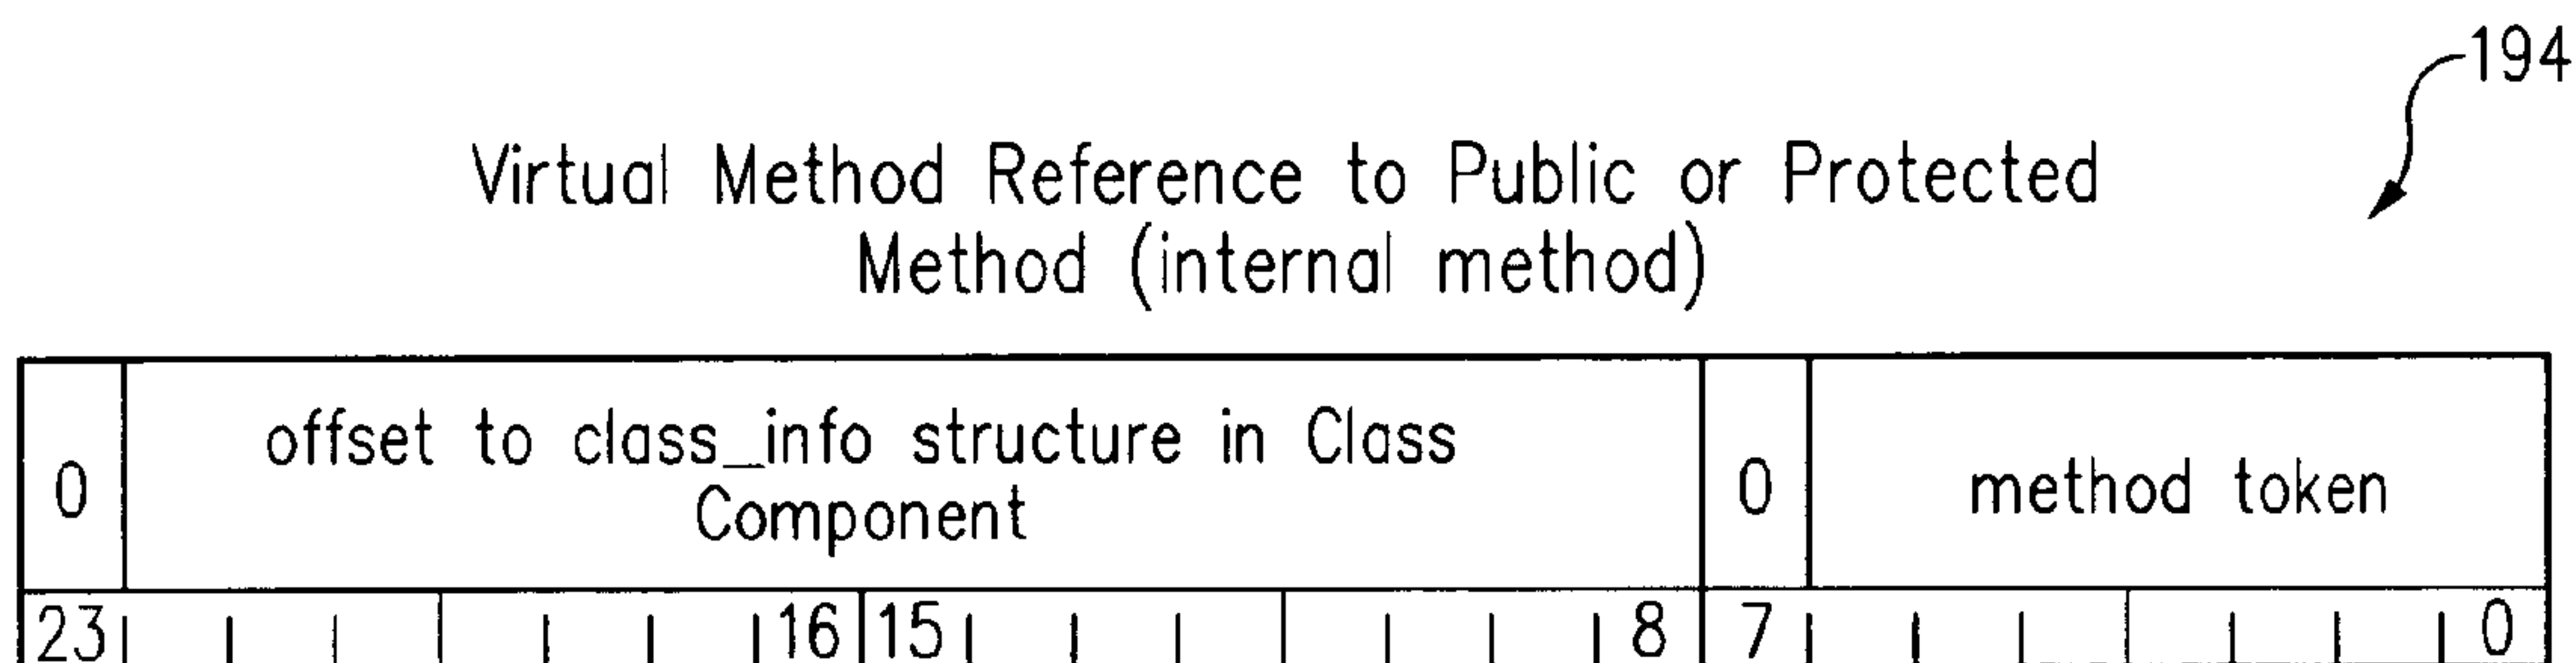 194
Virtual Method Reference to Public or Protected
Method (internal method)
0 offset to class_info structure in Class Component 0 method token
23 16 15 8 7 0